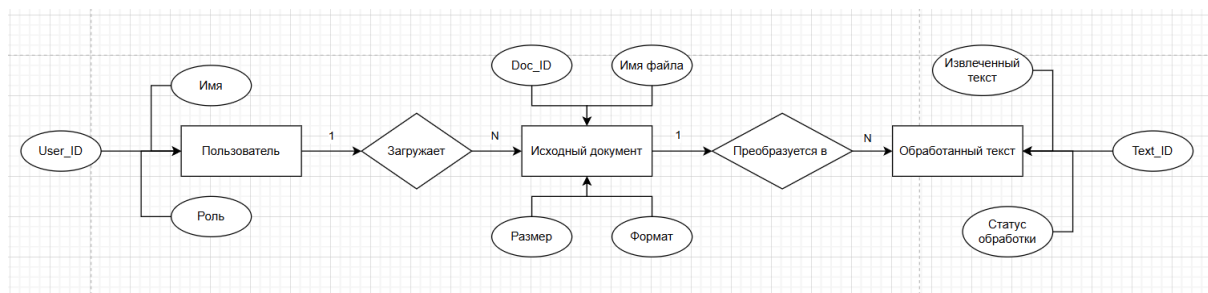 Имя
User_ID
Пользователь
Роль
1
Загружает
N
Doc_ID
Имя файла
Исходный документ
Размер
Формат
1
Преобразуется в
N
Извлеченный
текст
Обработанный текст
Text_ID
Статус
обработки